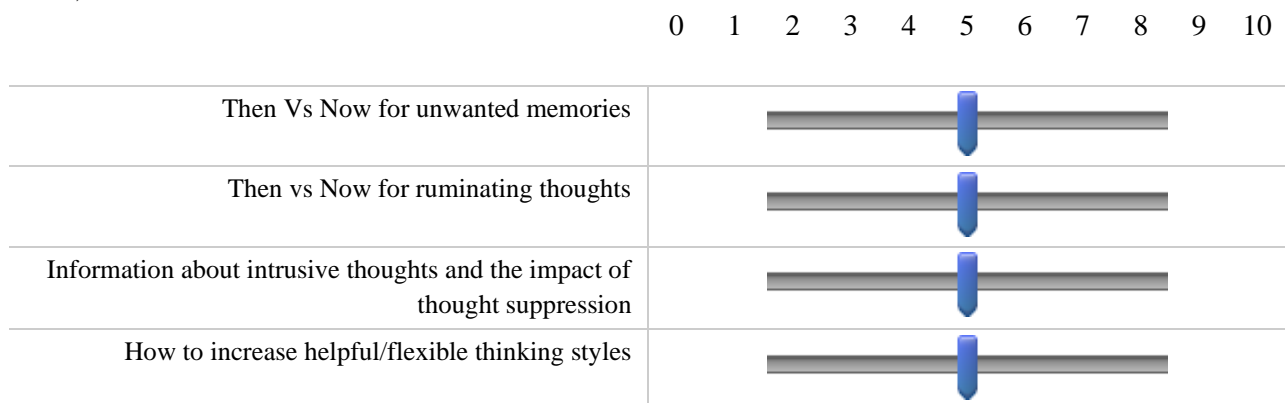 0 1 2 3 4 5 6 7 8 9 10
Then Vs Now for unwanted memories
Then vs Now for ruminating thoughts
Information about intrusive thoughts and the impact of
thought suppression
How to increase helpful/flexible thinking styles